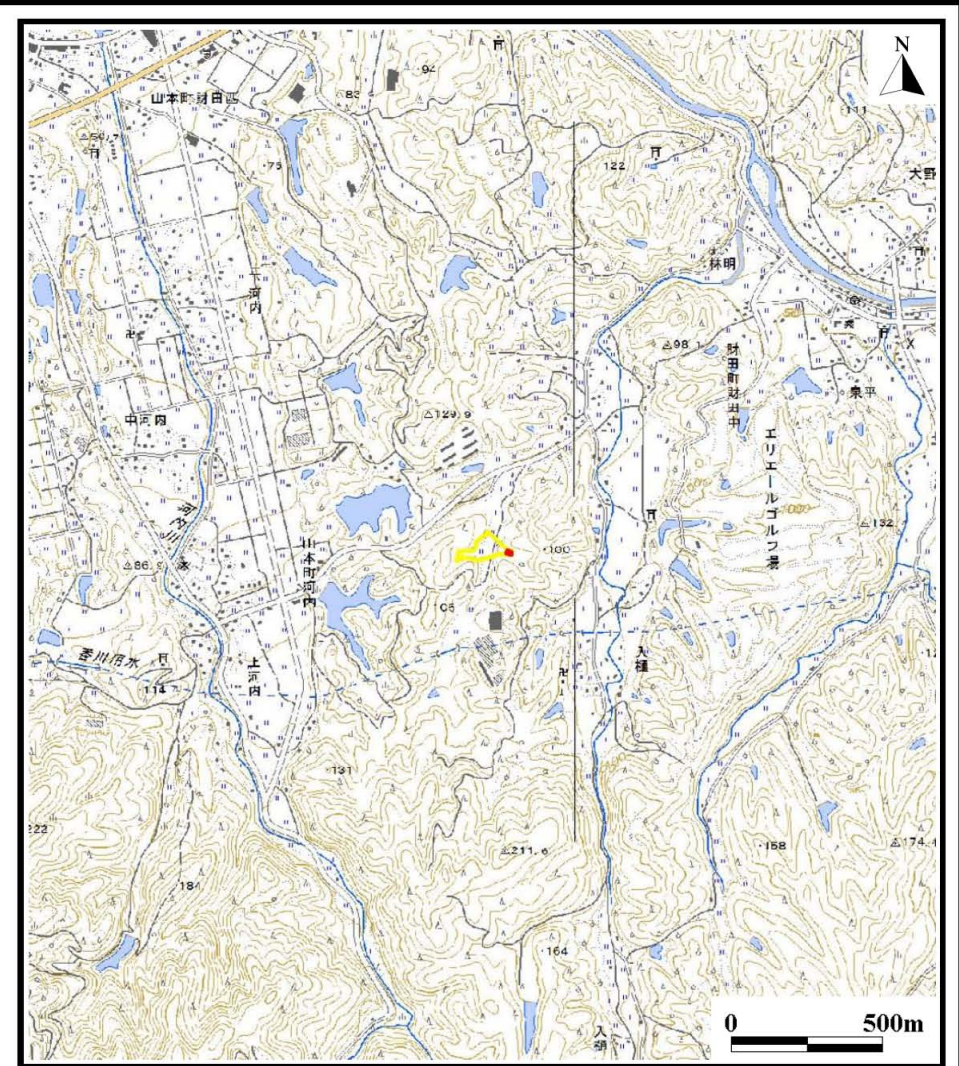 N
94
83
山本町財田西
111
75
122
大野
林明
下河内
98.1
財田町財田中
泉平
129.9
中河内
エリエールゴルフ場
132
河内川
100
86.9
山本町河内
入樋
上河内
香川用水
114
131
222
211.6
158
174.4
184
164
入樋
0 500m